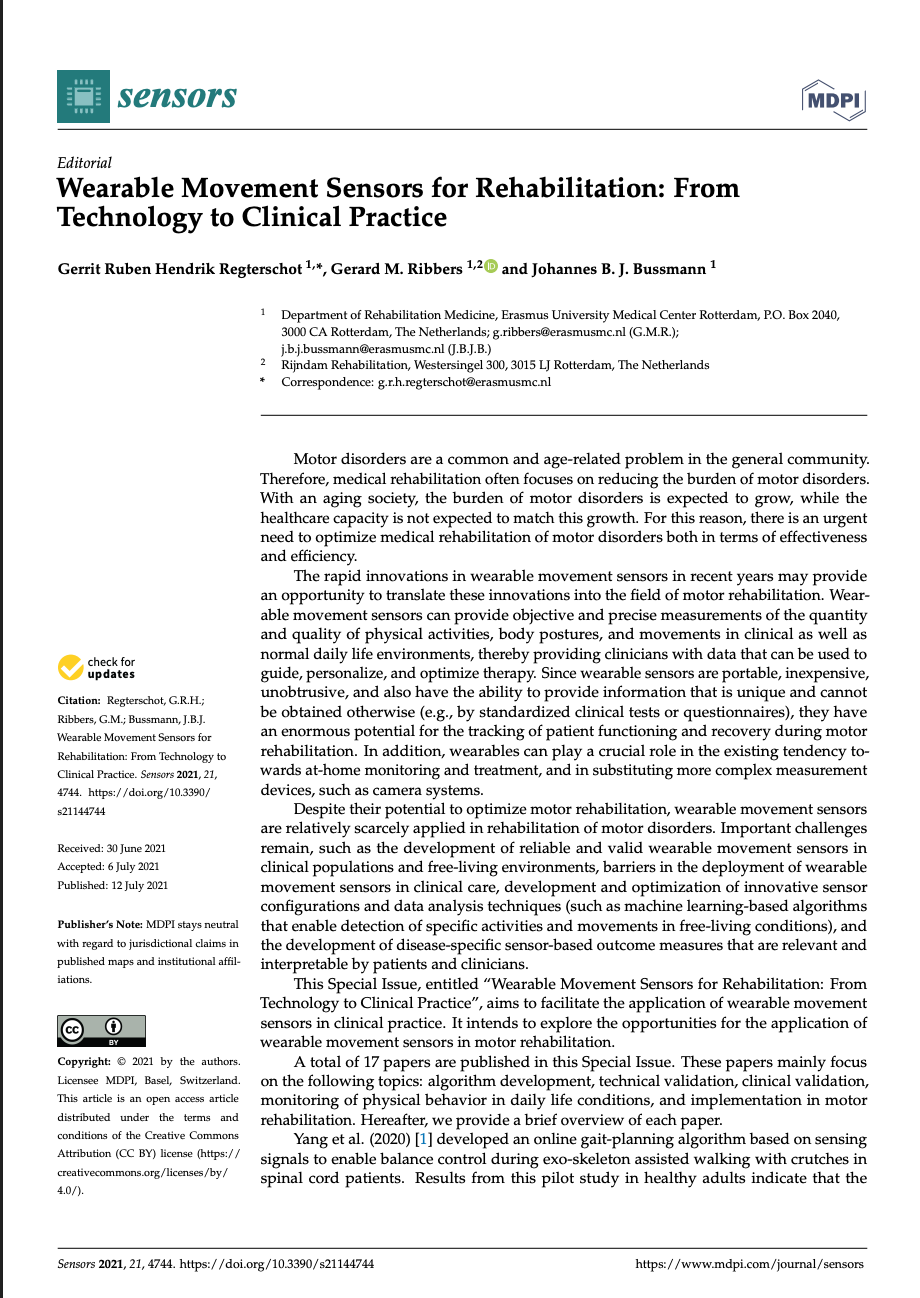 sensors
MDPI
Editorial
Wearable Movement Sensors for Rehabilitation: From
Technology to Clinical Practice
Gerrit Ruben Hendrik Regterschot 1,*, Gerard M. Ribbers 1,2 iD and Johannes B. J. Bussmann 1
1 Department of Rehabilitation Medicine, Erasmus University Medical Center Rotterdam, P.O. Box 2040,
3000 CA Rotterdam, The Netherlands; g.ribbers@erasmusmc.nl (G.M.R.);
j.b.j.bussmann@erasmusmc.nl (J.B.J.B.)
2 Rijndam Rehabilitation, Westersingel 300, 3015 LJ Rotterdam, The Netherlands
* Correspondence: g.r.h.regterschot@erasmusmc.nl
check for
updates
Citation: Regterschot, G.R.H.;
Ribbers, G.M.; Bussmann, J.B.J.
Wearable Movement Sensors for
Rehabilitation: From Technology to
Clinical Practice. Sensors 2021, 21,
4744. https://doi.org/10.3390/
s21144744
Received: 30 June 2021
Accepted: 6 July 2021
Published: 12 July 2021
Publisher's Note: MDPI stays neutral
with regard to jurisdictional claims in
published maps and institutional affil-
iations.
cc
BY
Copyright: © 2021 by the authors.
Licensee MDPI, Basel, Switzerland.
This article is an open access article
distributed under the terms and
conditions of the Creative Commons
Attribution (CC BY) license (https://
creativecommons.org/licenses/by/
4.0/).
Motor disorders are a common and age-related problem in the general community.
Therefore, medical rehabilitation often focuses on reducing the burden of motor disorders.
With an aging society, the burden of motor disorders is expected to grow, while the
healthcare capacity is not expected to match this growth. For this reason, there is an urgent
need to optimize medical rehabilitation of motor disorders both in terms of effectiveness
and efficiency.
The rapid innovations in wearable movement sensors in recent years may provide
an opportunity to translate these innovations into the field of motor rehabilitation. Wear-
able movement sensors can provide objective and precise measurements of the quantity
and quality of physical activities, body postures, and movements in clinical as well as
normal daily life environments, thereby providing clinicians with data that can be used to
guide, personalize, and optimize therapy. Since wearable sensors are portable, inexpensive,
unobtrusive, and also have the ability to provide information that is unique and cannot
be obtained otherwise (e.g., by standardized clinical tests or questionnaires), they have
an enormous potential for the tracking of patient functioning and recovery during motor
rehabilitation. In addition, wearables can play a crucial role in the existing tendency to-
wards at-home monitoring and treatment, and in substituting more complex measurement
devices, such as camera systems.
Despite their potential to optimize motor rehabilitation, wearable movement sensors
are relatively scarcely applied in rehabilitation of motor disorders. Important challenges
remain, such as the development of reliable and valid wearable movement sensors in
clinical populations and free-living environments, barriers in the deployment of wearable
movement sensors in clinical care, development and optimization of innovative sensor
configurations and data analysis techniques (such as machine learning-based algorithms
that enable detection of specific activities and movements in free-living conditions), and
the development of disease-specific sensor-based outcome measures that are relevant and
interpretable by patients and clinicians.
This Special Issue, entitled “Wearable Movement Sensors for Rehabilitation: From
Technology to Clinical Practice”, aims to facilitate the application of wearable movement
sensors in clinical practice. It intends to explore the opportunities for the application of
wearable movement sensors in motor rehabilitation.
A total of 17 papers are published in this Special Issue. These papers mainly focus
on the following topics: algorithm development, technical validation, clinical validation,
monitoring of physical behavior in daily life conditions, and implementation in motor
rehabilitation. Hereafter, we provide a brief overview of each paper.
Yang et al. (2020) [1] developed an online gait-planning algorithm based on sensing
signals to enable balance control during exo-skeleton assisted walking with crutches in
spinal cord patients. Results from this pilot study in healthy adults indicate that the
Sensors 2021, 21, 4744. https://doi.org/10.3390/s21144744
https://www.mdpi.com/journal/sensors